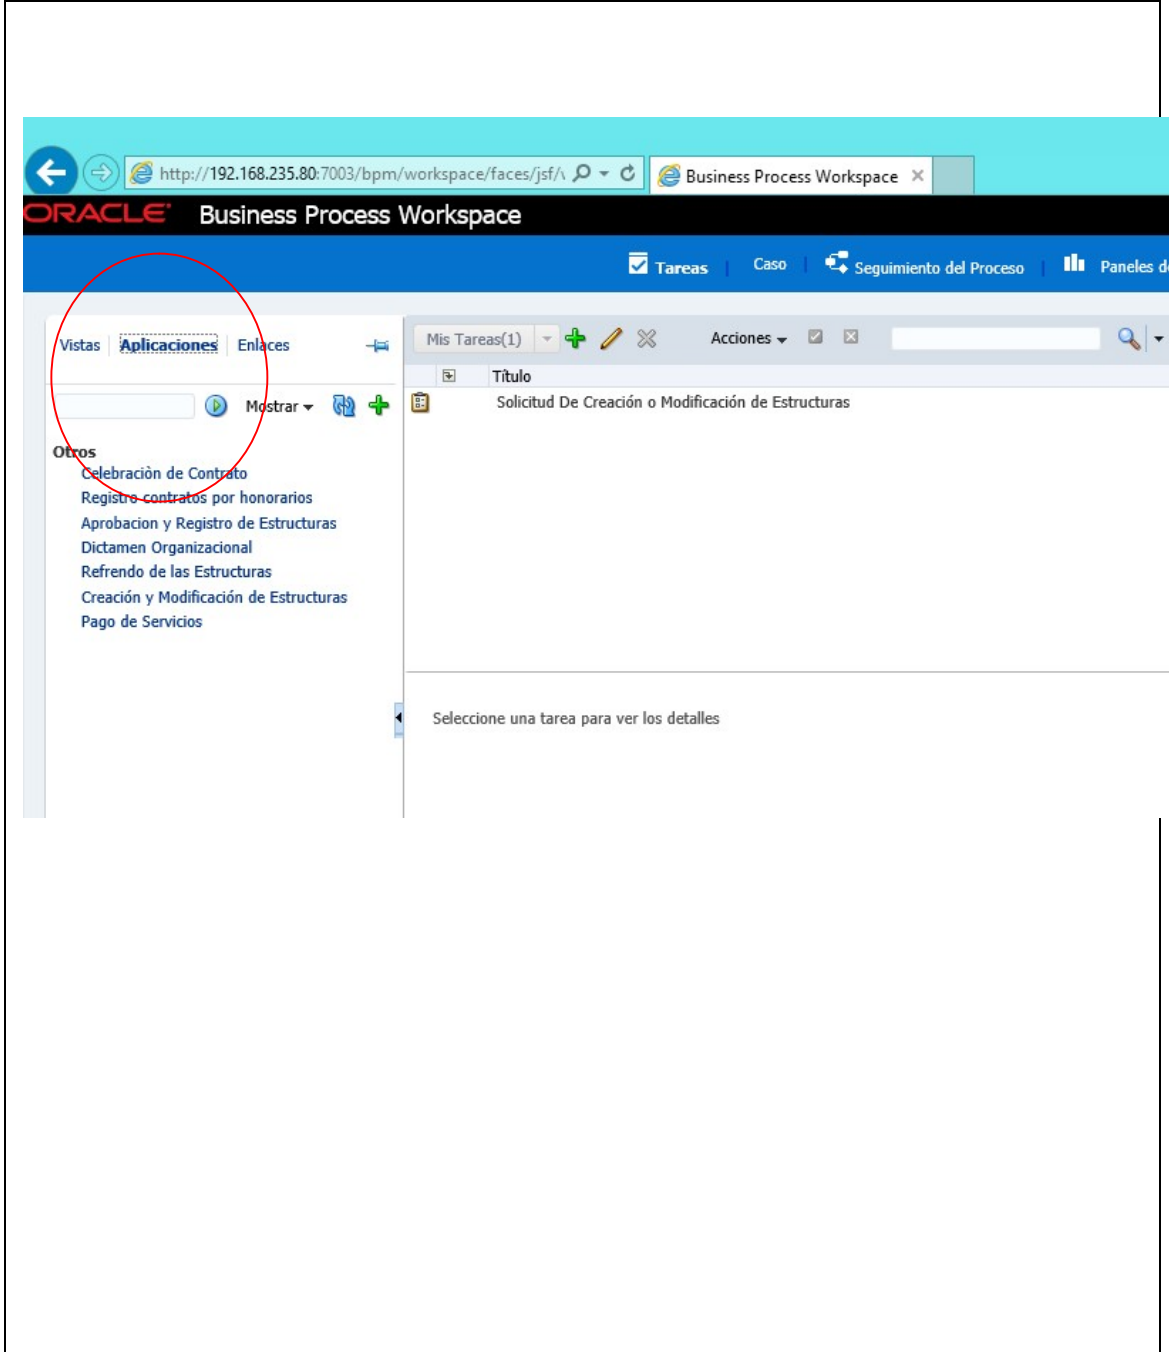 http://192.168.235.80:7003/bpm/workspace/faces/jsf/
Business Process Workspace
ORACLE Business Process Workspace
Tareas Caso Seguimiento del Proceso Paneles d
Vistas Aplicaciones Enlaces
Mis Tareas(1) Acciones
Título
Mostrar
Solicitud De Creación o Modificación de Estructuras
Otros
Celebraciòn de Contrato
Registro contratos por honorarios
Aprobacion y Registro de Estructuras
Dictamen Organizacional
Refrendo de las Estructuras
Creación y Modificación de Estructuras
Pago de Servicios
Seleccione una tarea para ver los detalles